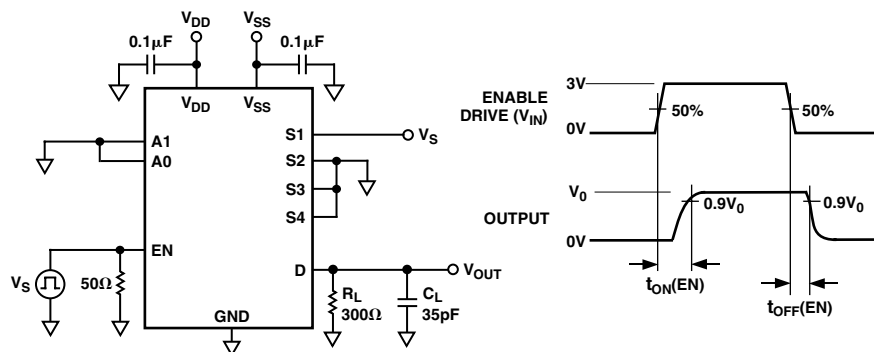 V_DD
V_SS
0.1μF
0.1μF
V_DD
V_SS
A1
A0
S1
V_S
S2
S3
S4
EN
V_S
50Ω
D
V_OUT
R_L
300Ω
C_L
35pF
GND
ENABLE
DRIVE (V_IN)
3V
0V
50%
50%
OUTPUT
V_0
0V
0.9V_0
0.9V_0
t_ON(EN)
t_OFF(EN)